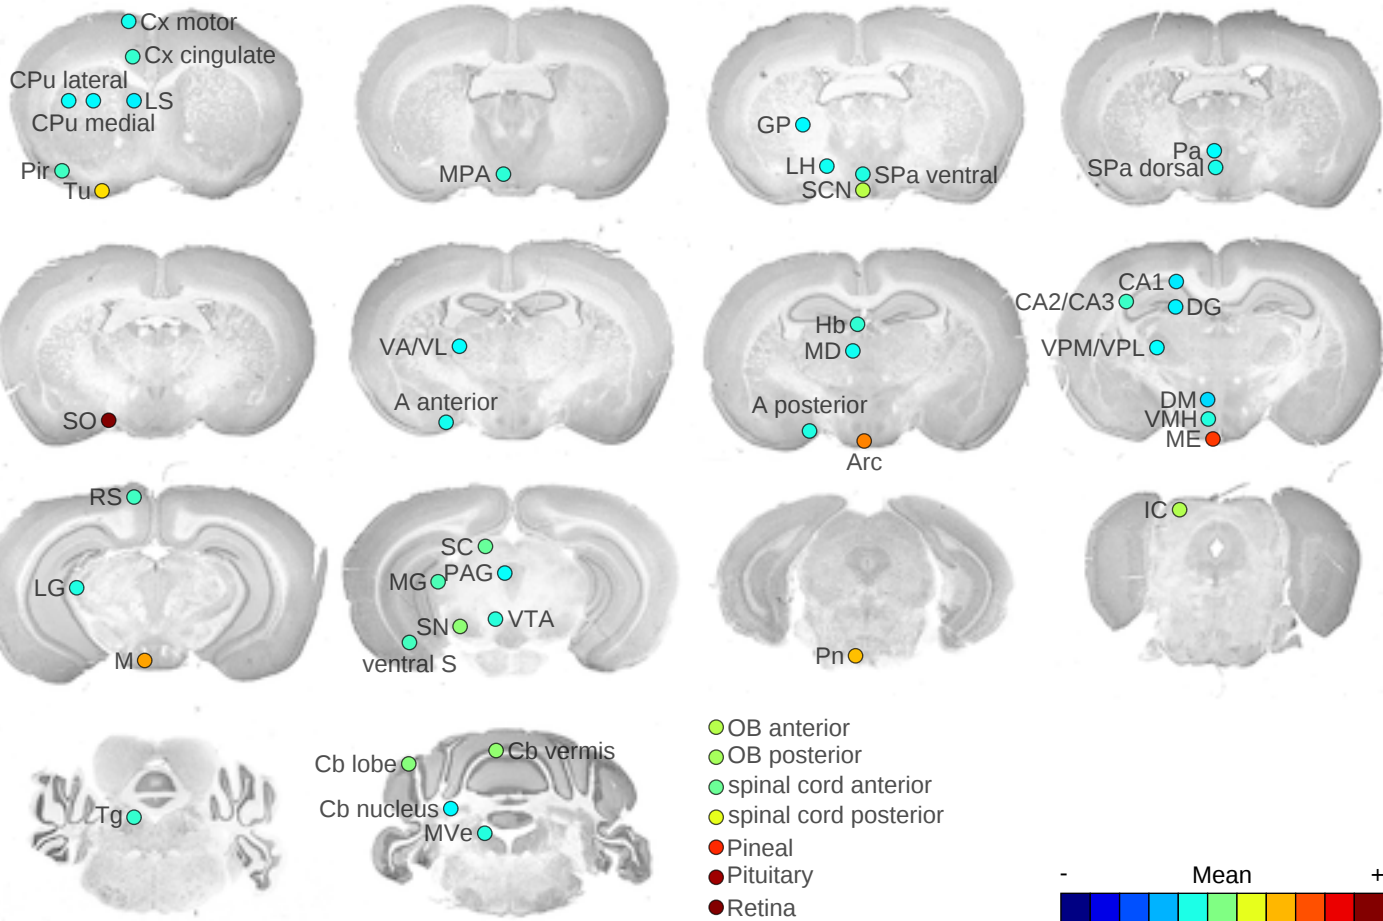 Cx motor
Cx cingulate
CPu lateral
LS
CPu medial
Pir
Tu
MPA
GP
LH
SPa ventral
SCN
Pa
SPa dorsal
SO
VA/VL
A anterior
Hb
MD
A posterior
Arc
CA1
CA2/CA3
DG
VPM/VPL
DM
VMH
ME
RS
LG
M
SC
MG
PAG
SN
VTA
ventral S
Pn
IC
Tg
Cb lobe
Cb vermis
Cb nucleus
MVe
OB anterior
OB posterior
spinal cord anterior
spinal cord posterior
Pineal
Pituitary
Retina
- Mean +